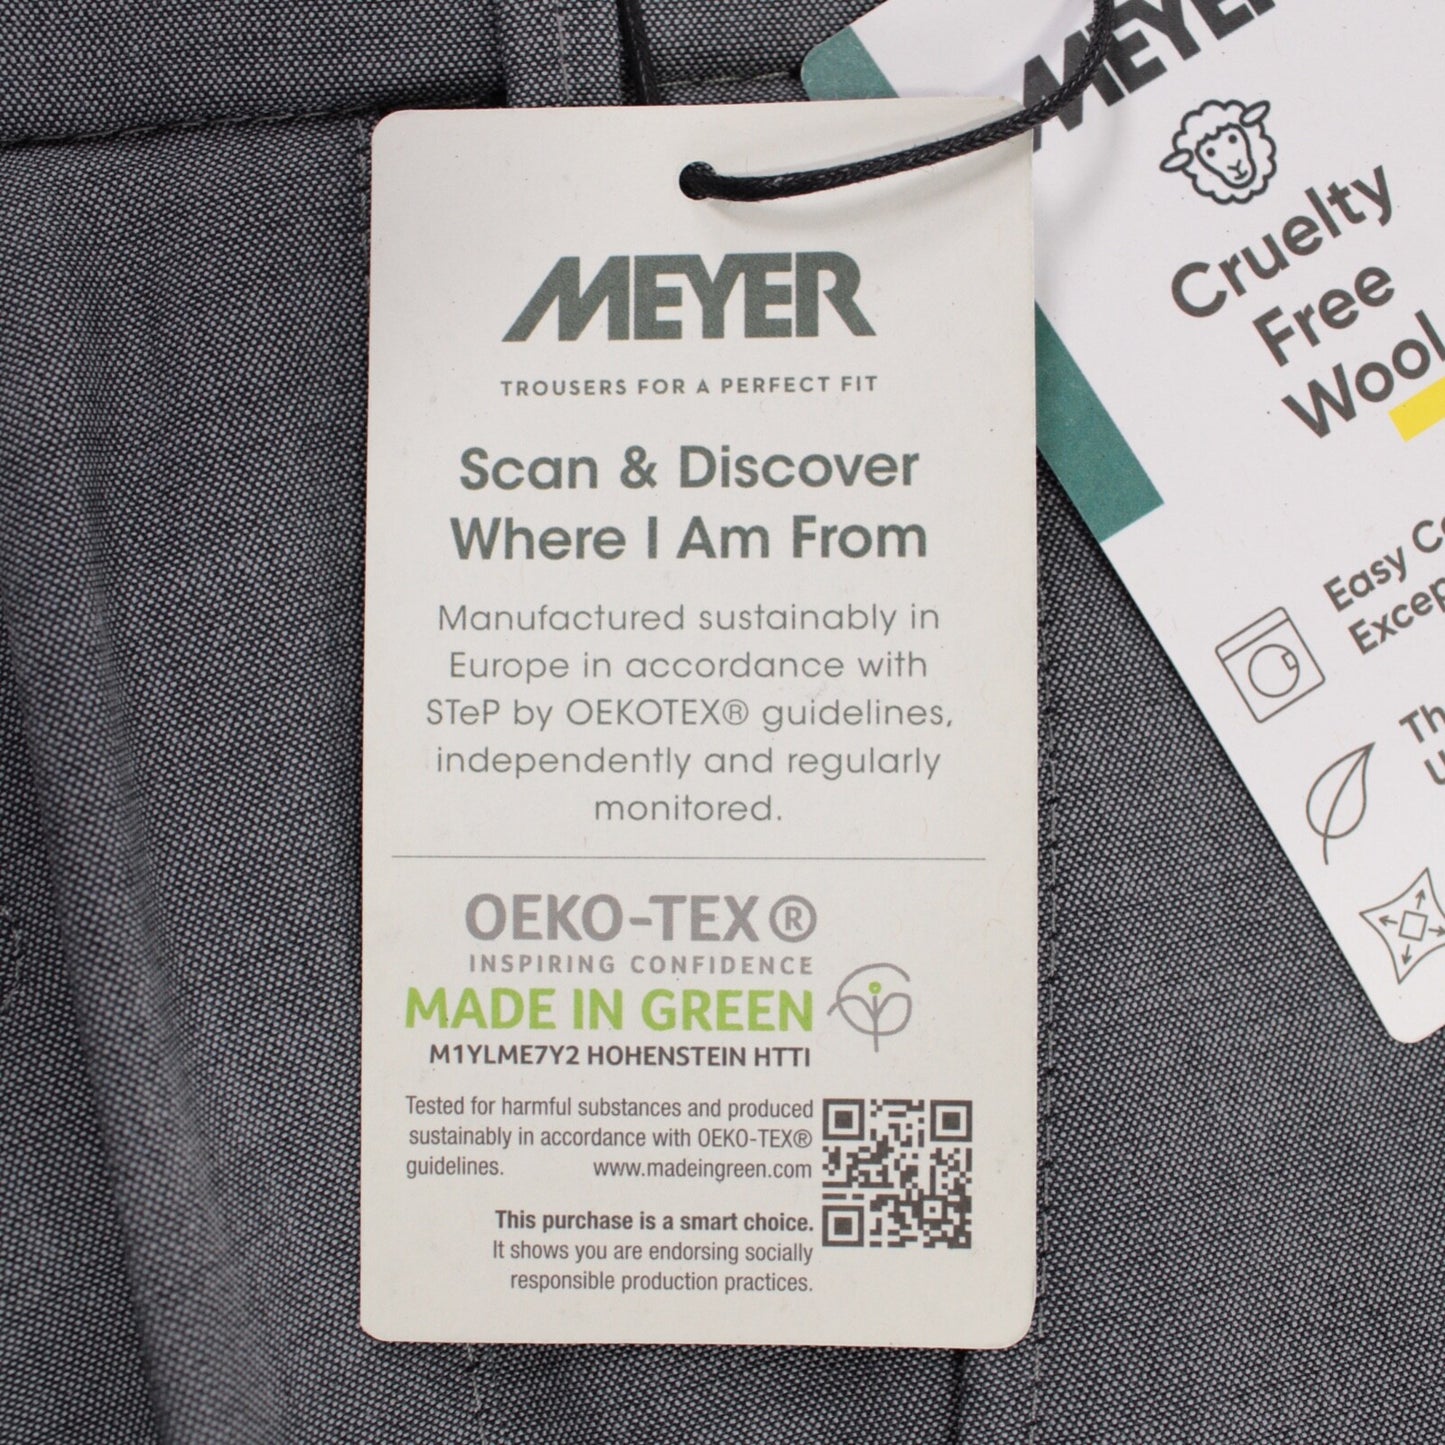 MEYER
TROUSERS FOR A PERFECT FIT
Scan & Discover
Where I Am From
Manufactured sustainably in
Europe in accordance with
STeP by OEKOTEX® guidelines,
independently and regularly
monitored.
OEKO-TEX®
INSPIRING CONFIDENCE
MADE IN GREEN
M1YLME7Y2 HOHENSTEIN HTTI
Tested for harmful substances and produced
sustainably in accordance with OEKO-TEX®
guidelines. www.madeingreen.com
This purchase is a smart choice.
It shows you are endorsing socially
responsible production practices.
MEYER
Cruelty
Free
Wool
Easy